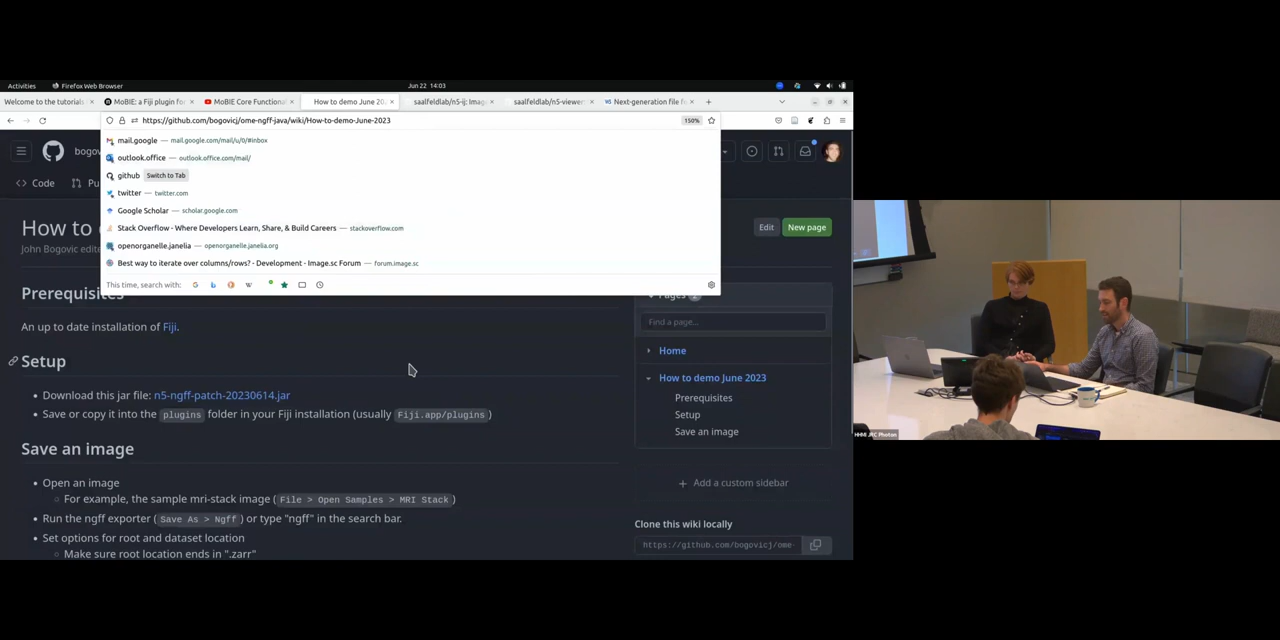 Activities Firefox Web Browser Jun 22 14:03
Welcome to the tutorials MoBIE: a Fiji plugin fo MoBIE Core Functional How to demo June 20 saalfeldlab/n5-ij: Imag saalfeldlab/n5-viewer Next-generation file f
https://github.com/bogovicj/ome-ngff-java/wiki/How-to-demo-June-2023 150%
mail.google — mail.google.com/mail/u/0/#inbox
outlook.office — outlook.office.com/mail/
github Switch to Tab
twitter — twitter.com
Google Scholar — scholar.google.com
Stack Overflow - Where Developers Learn, Share, & Build Careers — stackoverflow.com
openorganelle.janelia — openorganelle.janelia.org
Best way to iterate over columns/rows? - Development - Image.sc Forum — forum.image.sc
This time, search with:
bogov
Code Pu
How to
John Bogovic edite
Edit New page
Prerequisites
An up to date installation of Fiji.
Setup
• Download this jar file: n5-ngff-patch-20230614.jar
• Save or copy it into the plugins folder in your Fiji installation (usually Fiji.app/plugins)
Save an image
• Open an image
For example, the sample mri-stack image (File > Open Samples > MRI Stack)
• Run the ngff exporter (Save As > Ngff) or type "ngff" in the search bar.
• Set options for root and dataset location
Make sure root location ends in ".zarr"
Pages
Find a page...
Home
How to demo June 2023
Prerequisites
Setup
Save an image
Add a custom sidebar
Clone this wiki locally
https://github.com/bogovicj/ome-
HHMI JRC Photon